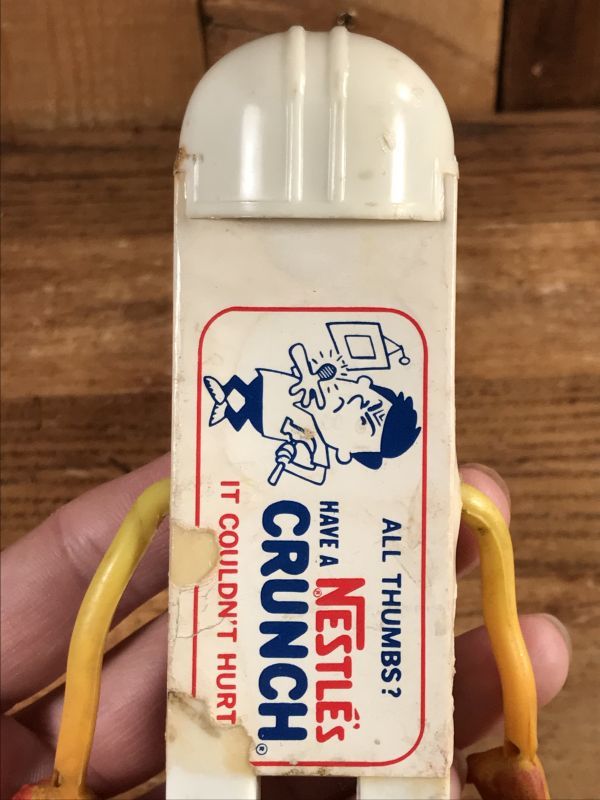 ALL THUMBS?
HAVE A NESTLÉ'S®
CRUNCH®
IT COULDN'T HURT